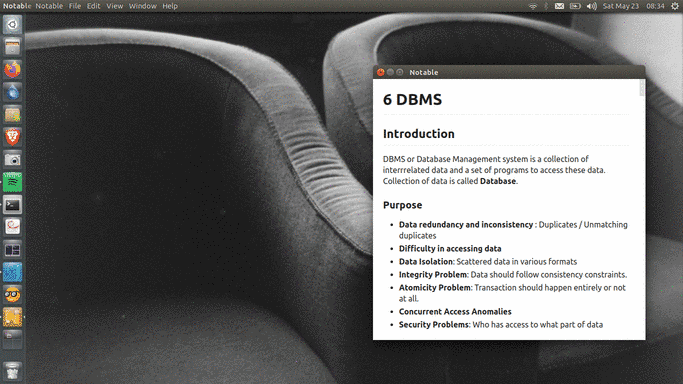 Notable Notable File Edit View Window Help
Sat May 23 08:34
Notable
6 DBMS
Introduction
DBMS or Database Management system is a collection of
interrrelated data and a set of programs to access these data.
Collection of data is called Database.
Purpose
• Data redundancy and inconsistency : Duplicates / Unmatching
duplicates
• Difficulty in accessing data
• Data Isolation: Scattered data in various formats
• Integrity Problem: Data should follow consistency constraints.
• Atomicity Problem: Transaction should happen entirely or not
at all.
• Concurrent Access Anomalies
• Security Problems: Who has access to what part of data